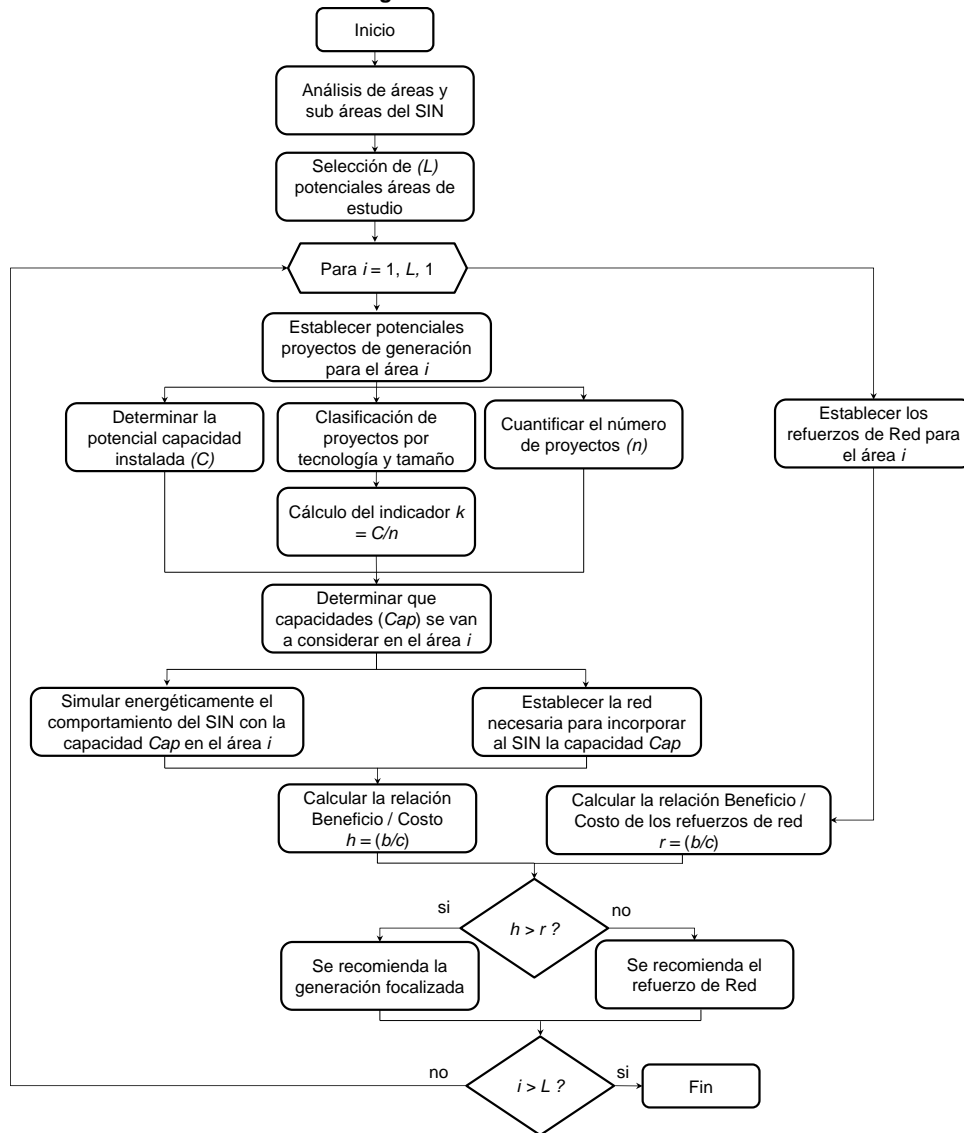 Inicio
Análisis de áreas y
sub áreas del SIN
Selección de (L)
potenciales áreas de
estudio
Para i = 1, L, 1
Establecer potenciales
proyectos de generación
para el área i
Determinar la
potencial capacidad
instalada (C)
Clasificación de
proyectos por
tecnología y tamaño
Cuantificar el número
de proyectos (n)
Establecer los
refuerzos de Red para
el área i
Cálculo del indicador k
= C/n
Determinar que
capacidades (Cap) se van
a considerar en el área i
Simular energéticamente el
comportamiento del SIN con la
capacidad Cap en el área i
Establecer la red
necesaria para incorporar
al SIN la capacidad Cap
Calcular la relación
Beneficio / Costo
h = (b/c)
Calcular la relación Beneficio /
Costo de los refuerzos de red
r = (b/c)
si
h > r ?
no
Se recomienda la
generación focalizada
Se recomienda el
refuerzo de Red
no
i > L ?
si
Fin